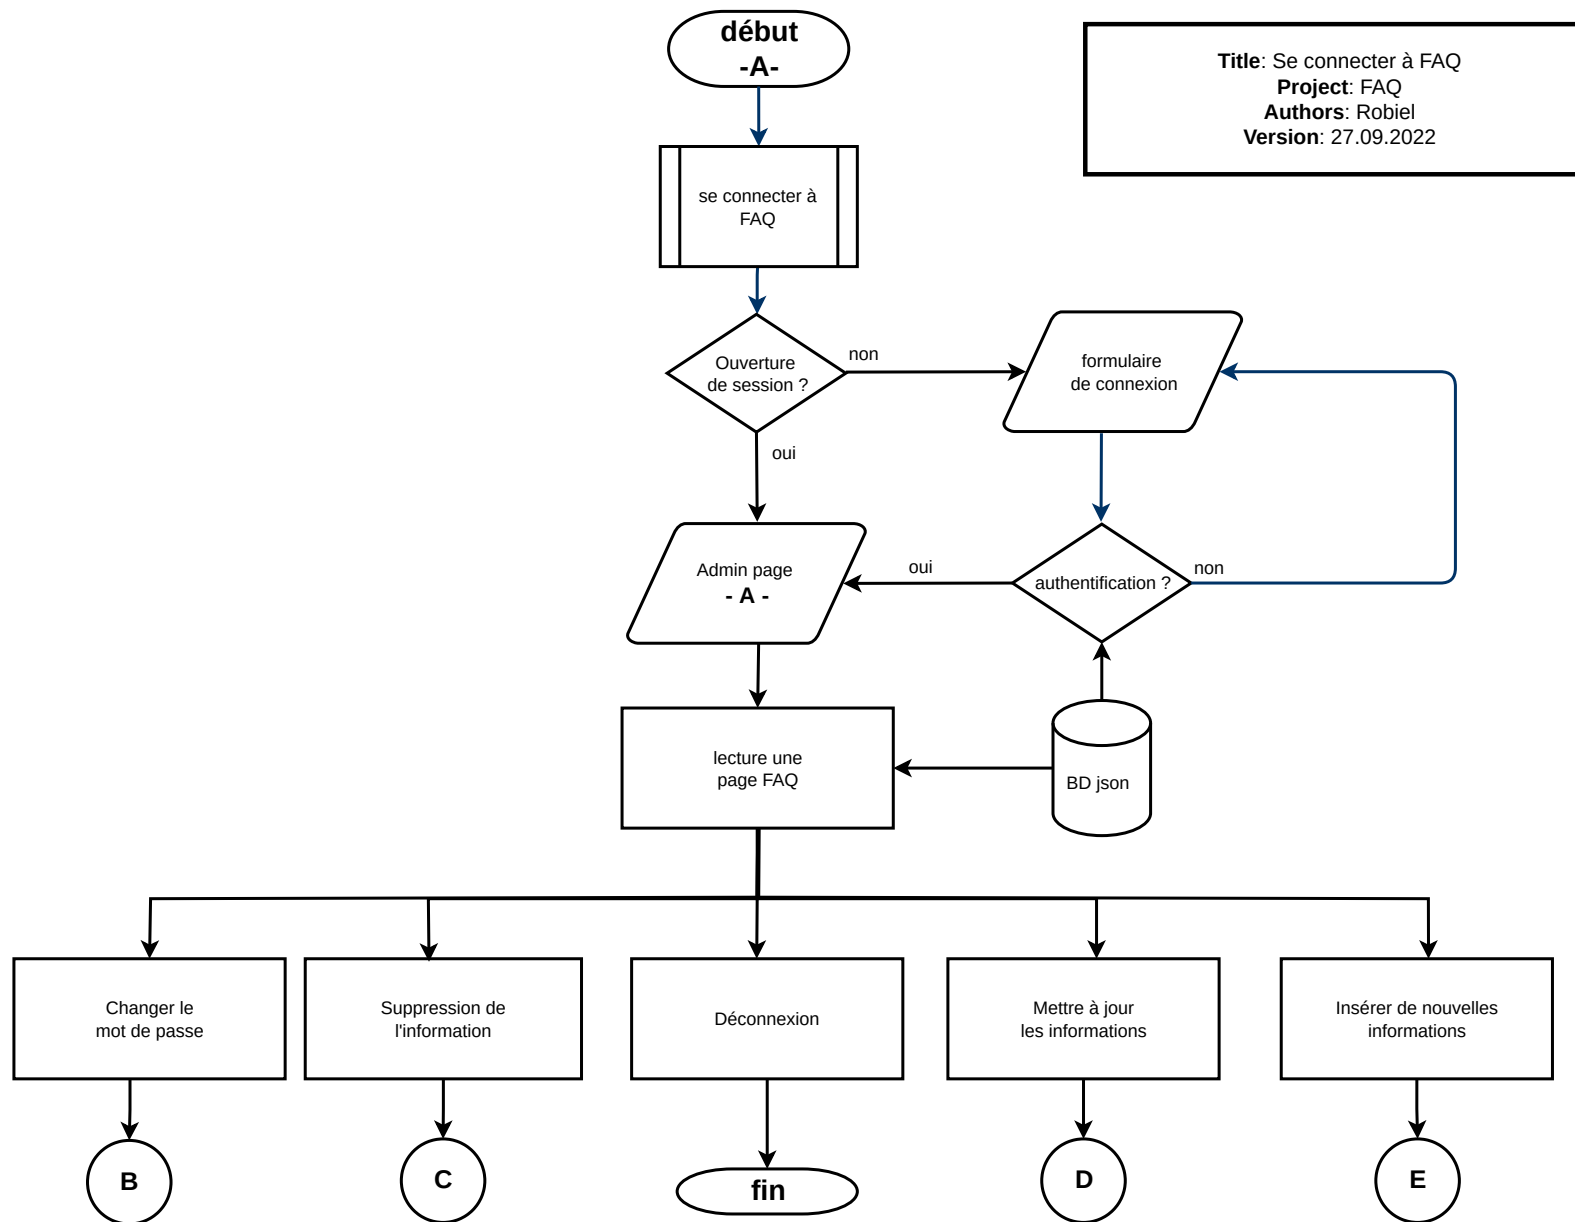 début
-A-
Title: Se connecter à FAQ
Project: FAQ
Authors: Robiel
Version: 27.09.2022
se connecter à
FAQ
Ouverture
de session ?
non
formulaire
de connexion
oui
Admin page
- A -
oui
authentification ?
non
lecture une
page FAQ
BD json
Changer le
mot de passe
Suppression de
l'information
Déconnexion
Mettre à jour
les informations
Insérer de nouvelles
informations
B
C
fin
D
E